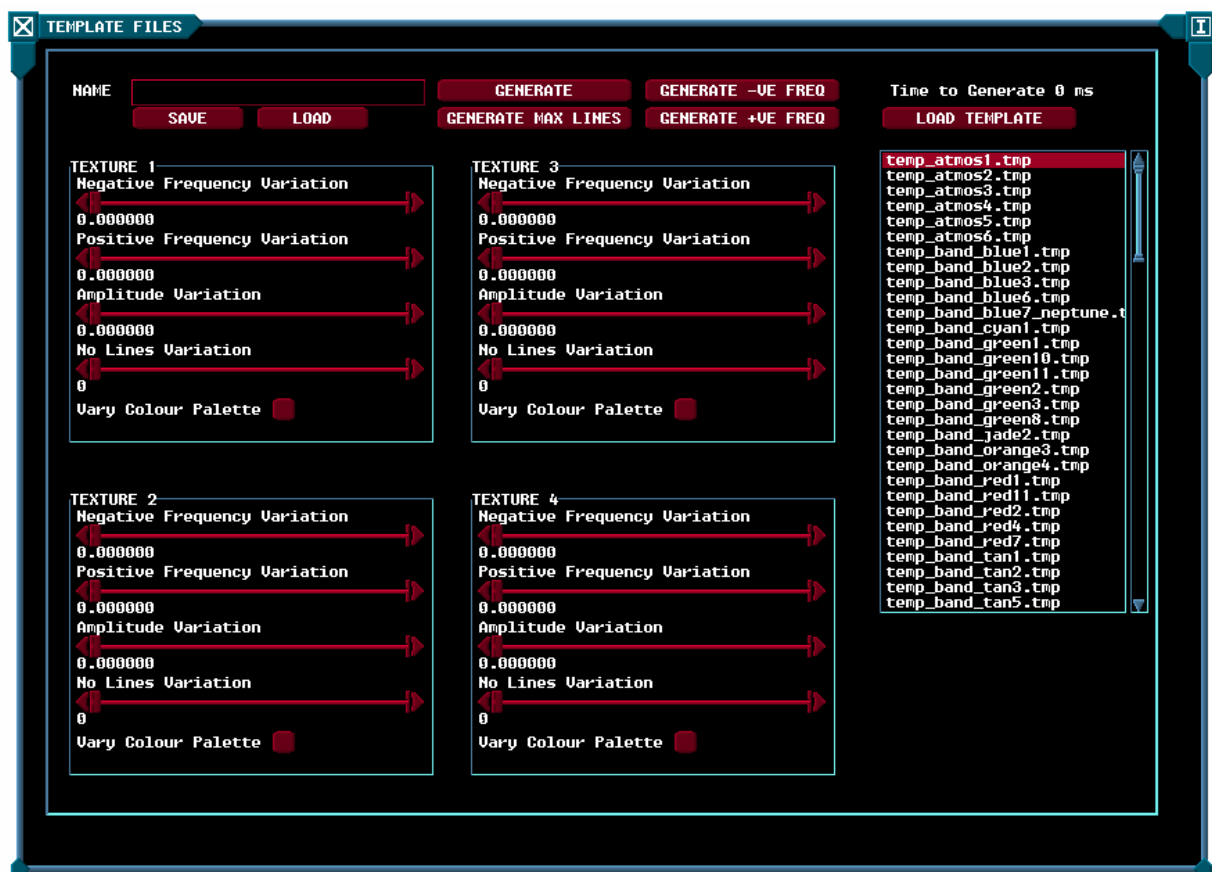 TEMPLATE FILES
NAME
GENERATE
GENERATE -VE FREQ
Time to Generate 0 ms
SAVE
LOAD
GENERATE MAX LINES
GENERATE +VE FREQ
LOAD TEMPLATE
TEXTURE 1
Negative Frequency Variation
0.000000
Positive Frequency Variation
0.000000
Amplitude Variation
0.000000
No Lines Variation
0
Vary Colour Palette
TEXTURE 3
Negative Frequency Variation
0.000000
Positive Frequency Variation
0.000000
Amplitude Variation
0.000000
No Lines Variation
0
Vary Colour Palette
TEXTURE 2
Negative Frequency Variation
0.000000
Positive Frequency Variation
0.000000
Amplitude Variation
0.000000
No Lines Variation
0
Vary Colour Palette
TEXTURE 4
Negative Frequency Variation
0.000000
Positive Frequency Variation
0.000000
Amplitude Variation
0.000000
No Lines Variation
0
Vary Colour Palette
temp_atmos1.tmp
temp_atmos2.tmp
temp_atmos3.tmp
temp_atmos4.tmp
temp_atmos5.tmp
temp_atmos6.tmp
temp_band_blue1.tmp
temp_band_blue2.tmp
temp_band_blue3.tmp
temp_band_blue6.tmp
temp_band_blue7_neptune.t
temp_band_cyan1.tmp
temp_band_green1.tmp
temp_band_green10.tmp
temp_band_green11.tmp
temp_band_green2.tmp
temp_band_green3.tmp
temp_band_green8.tmp
temp_band_jade2.tmp
temp_band_orange3.tmp
temp_band_orange4.tmp
temp_band_red1.tmp
temp_band_red11.tmp
temp_band_red2.tmp
temp_band_red4.tmp
temp_band_red7.tmp
temp_band_tan1.tmp
temp_band_tan2.tmp
temp_band_tan3.tmp
temp_band_tan5.tmp